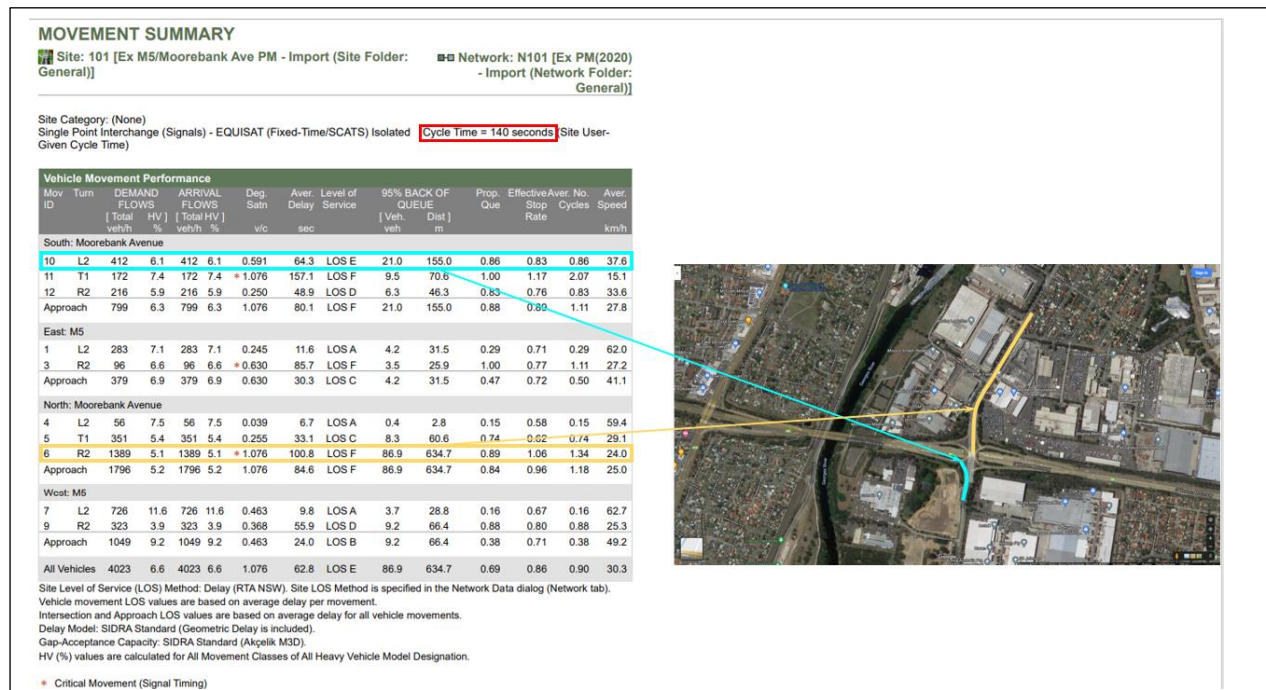 MOVEMENT SUMMARY
Site: 101 [Ex M5/Moorebank Ave PM - Import (Site Folder: General)]
Network: N101 [Ex PM(2020) - Import (Network Folder: General)]
Site Category: (None)
Single Point Interchange (Signals) - EQUISAT (Fixed-Time/SCATS) Isolated Cycle Time = 140 seconds (Site User-
Given Cycle Time)
Vehicle Movement Performance
Mov ID Turn DEMAND FLOWS ARRIVAL FLOWS Deg. Satn Aver. Delay Level of Service 95% BACK OF QUEUE Prop. Que Effective Stop Rate Aver. No. Cycles Aver. Speed
[ Total HV ] [ Total HV ] [ Veh. Dist ]
veh/h % veh/h % v/c sec veh m km/h
South: Moorebank Avenue
10 L2 412 6.1 412 6.1 0.591 64.3 LOS E 21.0 155.0 0.86 0.83 0.86 37.6
11 T1 172 7.4 172 7.4 * 1.076 157.1 LOS F 9.5 70.6 1.00 1.17 2.07 15.1
12 R2 216 5.9 216 5.9 0.250 48.9 LOS D 6.3 46.3 0.83 0.76 0.83 33.6
Approach 799 6.3 799 6.3 1.076 80.1 LOS F 21.0 155.0 0.88 0.89 1.11 27.8
East: M5
1 L2 283 7.1 283 7.1 0.245 11.6 LOS A 4.2 31.5 0.29 0.71 0.29 62.0
3 R2 96 6.6 96 6.6 * 0.630 85.7 LOS F 3.5 25.9 1.00 0.77 1.11 27.2
Approach 379 6.9 379 6.9 0.630 30.3 LOS C 4.2 31.5 0.47 0.72 0.50 41.1
North: Moorebank Avenue
4 L2 56 7.5 56 7.5 0.039 6.7 LOS A 0.4 2.8 0.15 0.58 0.15 59.4
5 T1 351 5.4 351 5.4 0.255 33.1 LOS C 8.3 60.6 0.74 0.62 0.74 29.1
6 R2 1389 5.1 1389 5.1 * 1.076 100.8 LOS F 86.9 634.7 0.89 1.06 1.34 24.0
Approach 1796 5.2 1796 5.2 1.076 84.6 LOS F 86.9 634.7 0.84 0.96 1.18 25.0
West: M5
7 L2 726 11.6 726 11.6 0.463 9.8 LOS A 3.7 28.8 0.16 0.67 0.16 62.7
9 R2 323 3.9 323 3.9 0.368 55.9 LOS D 9.2 66.4 0.88 0.80 0.88 25.3
Approach 1049 9.2 1049 9.2 0.463 24.0 LOS B 9.2 66.4 0.38 0.71 0.38 49.2
All Vehicles 4023 6.6 4023 6.6 1.076 62.8 LOS E 86.9 634.7 0.69 0.86 0.90 30.3
Site Level of Service (LOS) Method: Delay (RTA NSW). Site LOS Method is specified in the Network Data dialog (Network tab).
Vehicle movement LOS values are based on average delay per movement.
Intersection and Approach LOS values are based on average delay for all vehicle movements.
Delay Model: SIDRA Standard (Geometric Delay is included).
Gap-Acceptance Capacity: SIDRA Standard (Akçelik M3D).
HV (%) values are calculated for All Movement Classes of All Heavy Vehicle Model Designation.
* Critical Movement (Signal Timing)
Sign in
Georges River